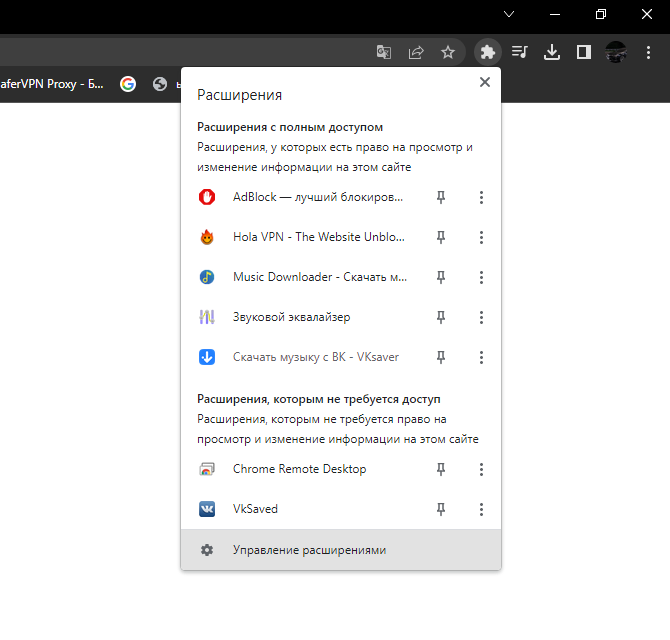 aferVPN Proxy - Б...
Расширения
Расширения с полным доступом
Расширения, у которых есть право на просмотр и
изменение информации на этом сайте
AdBlock — лучший блокиров...
Hola VPN - The Website Unblo...
Music Downloader - Скачать м...
Звуковой эквалайзер
Скачать музыку с ВК - VKsaver
Расширения, которым не требуется доступ
Расширения, которым не требуется право на
просмотр и изменение информации на этом сайте
Chrome Remote Desktop
VkSaved
Управление расширениями